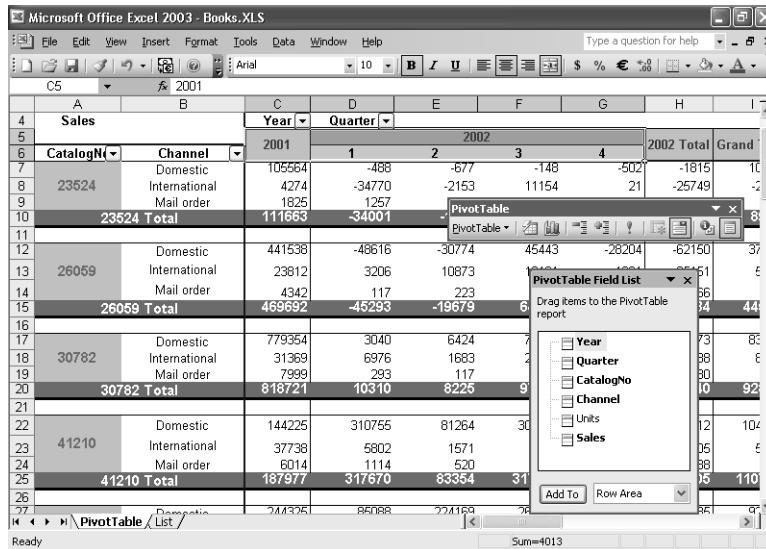 Microsoft Office Excel 2003 - Books.XLS
File Edit View Insert Format Tools Data Window Help Type a question for help
Arial 10 B I U $ % €
C5 fx 2001
A B C D E F G H I
4 Sales Year Quarter
5 2001 2002 2002 Total Grand
6 CatalogNo Channel 1 2 3 4
7 Domestic 105564 -488 -677 -148 -502 -1815
8 23524 International 4274 -34770 -2153 11154 21 -25749
9 Mail order 1825 1257
10 23524 Total 111663 -34001
11
12 Domestic 441538 -48616 -30774 45443 -28204 -62150
13 26059 International 23812 3206 10873
14 Mail order 4342 117 223
15 26059 Total 469692 -45293 -19679
16
17 Domestic 779354 3040 6424
18 30782 International 31369 6976 1683
19 Mail order 7999 293 117
20 30782 Total 818721 10310 8225
21
22 Domestic 144225 310755 81264
23 41210 International 37738 5802 1571
24 Mail order 6014 1114 520
25 41210 Total 187977 317670 83354
26
27 Domestic 244325 85088 224169
PivotTable
PivotTable
PivotTable Field List
Drag items to the PivotTable
report
Year
Quarter
CatalogNo
Channel
Units
Sales
Add To Row Area
PivotTable List
Ready Sum=4013